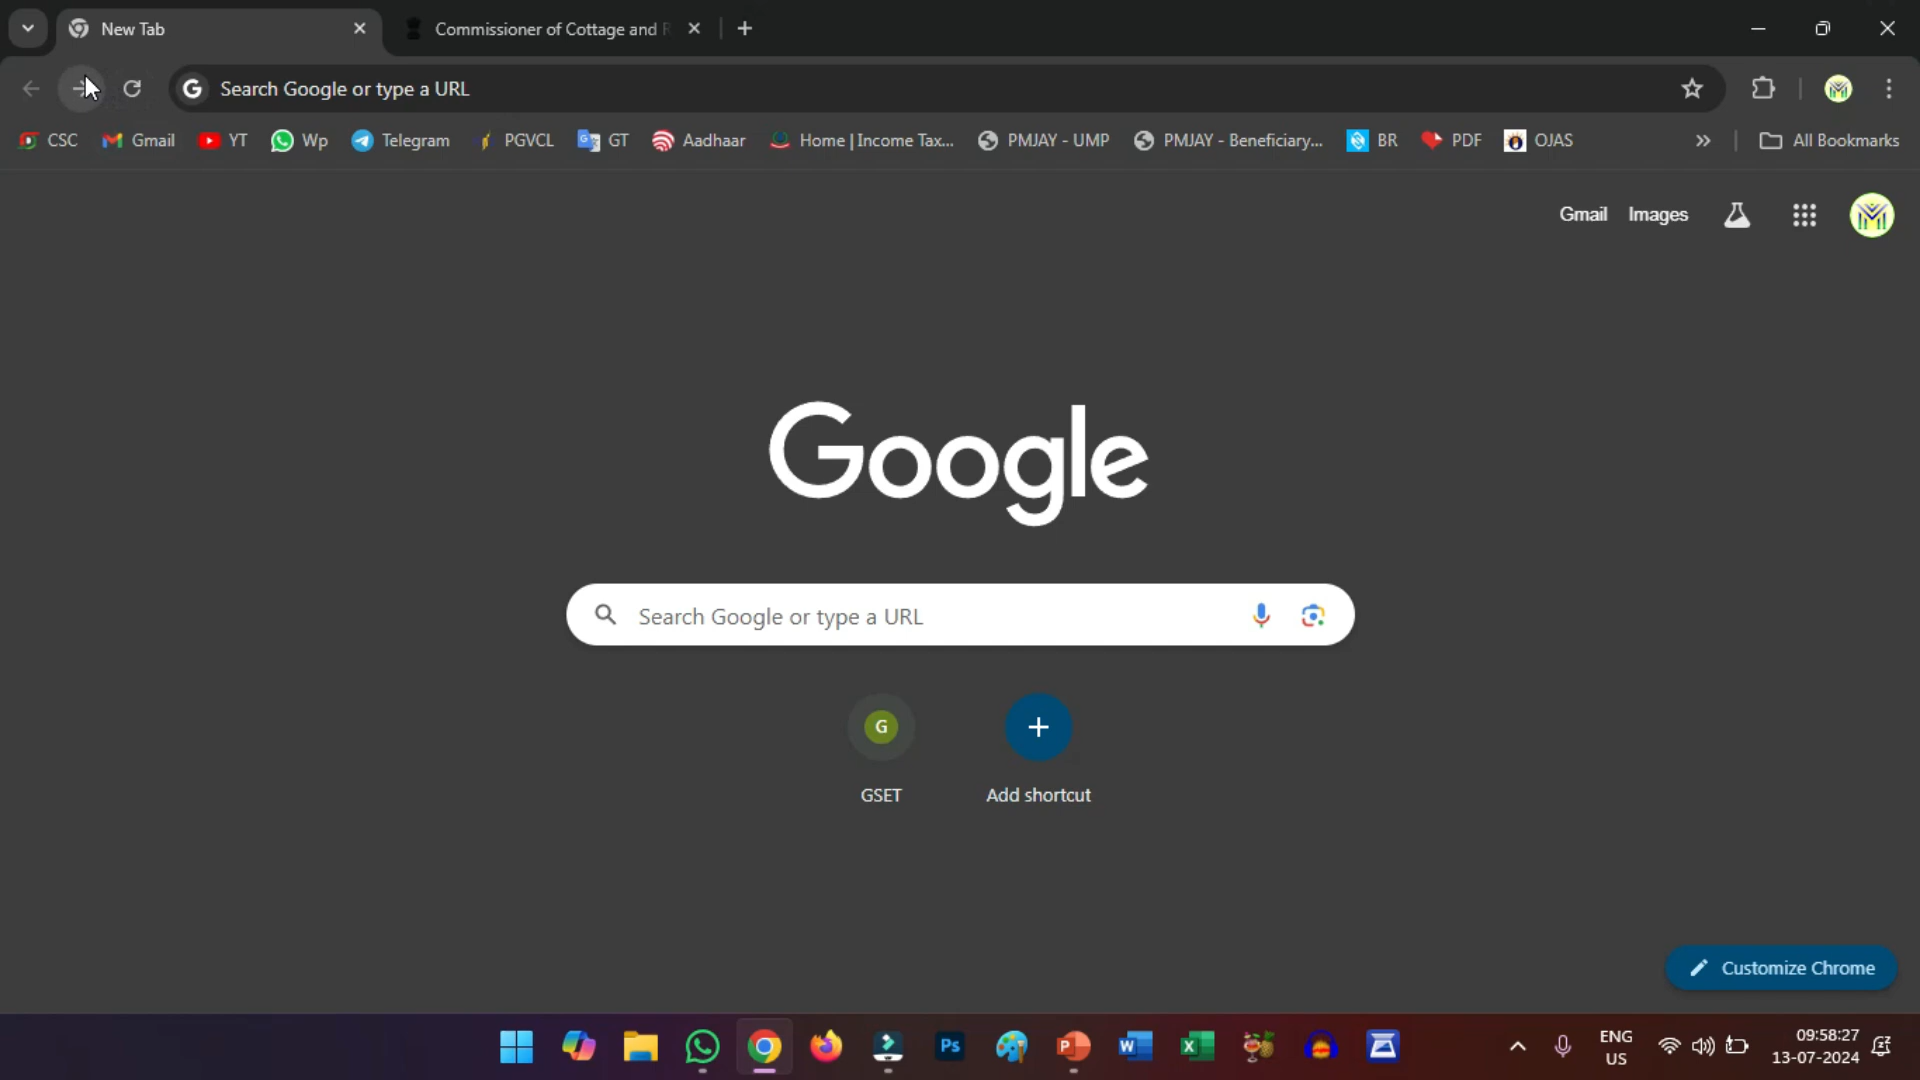 New Tab
Commissioner of Cottage and R
Search Google or type a URL
CSC Gmail YT Wp Telegram PGVCL GT Aadhaar Home | Income Tax... PMJAY - UMP PMJAY - Beneficiary... BR PDF OJAS » All Bookmarks
Gmail Images
Google
Search Google or type a URL
G
GSET
Add shortcut
Customize Chrome
ENG
US
09:58:27
13-07-2024